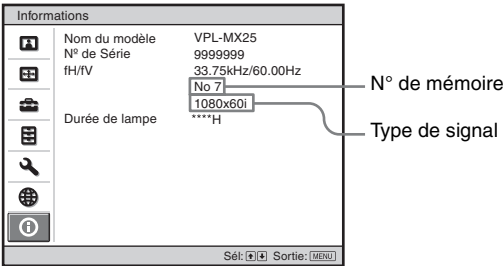 Informations
Nom du modèle VPL-MX25
Nº de Série 9999999
fH/fV 33.75kHz/60.00Hz
No 7
1080x60i
Durée de lampe ****H
Sél: Sortie: MENU
N° de mémoire
Type de signal